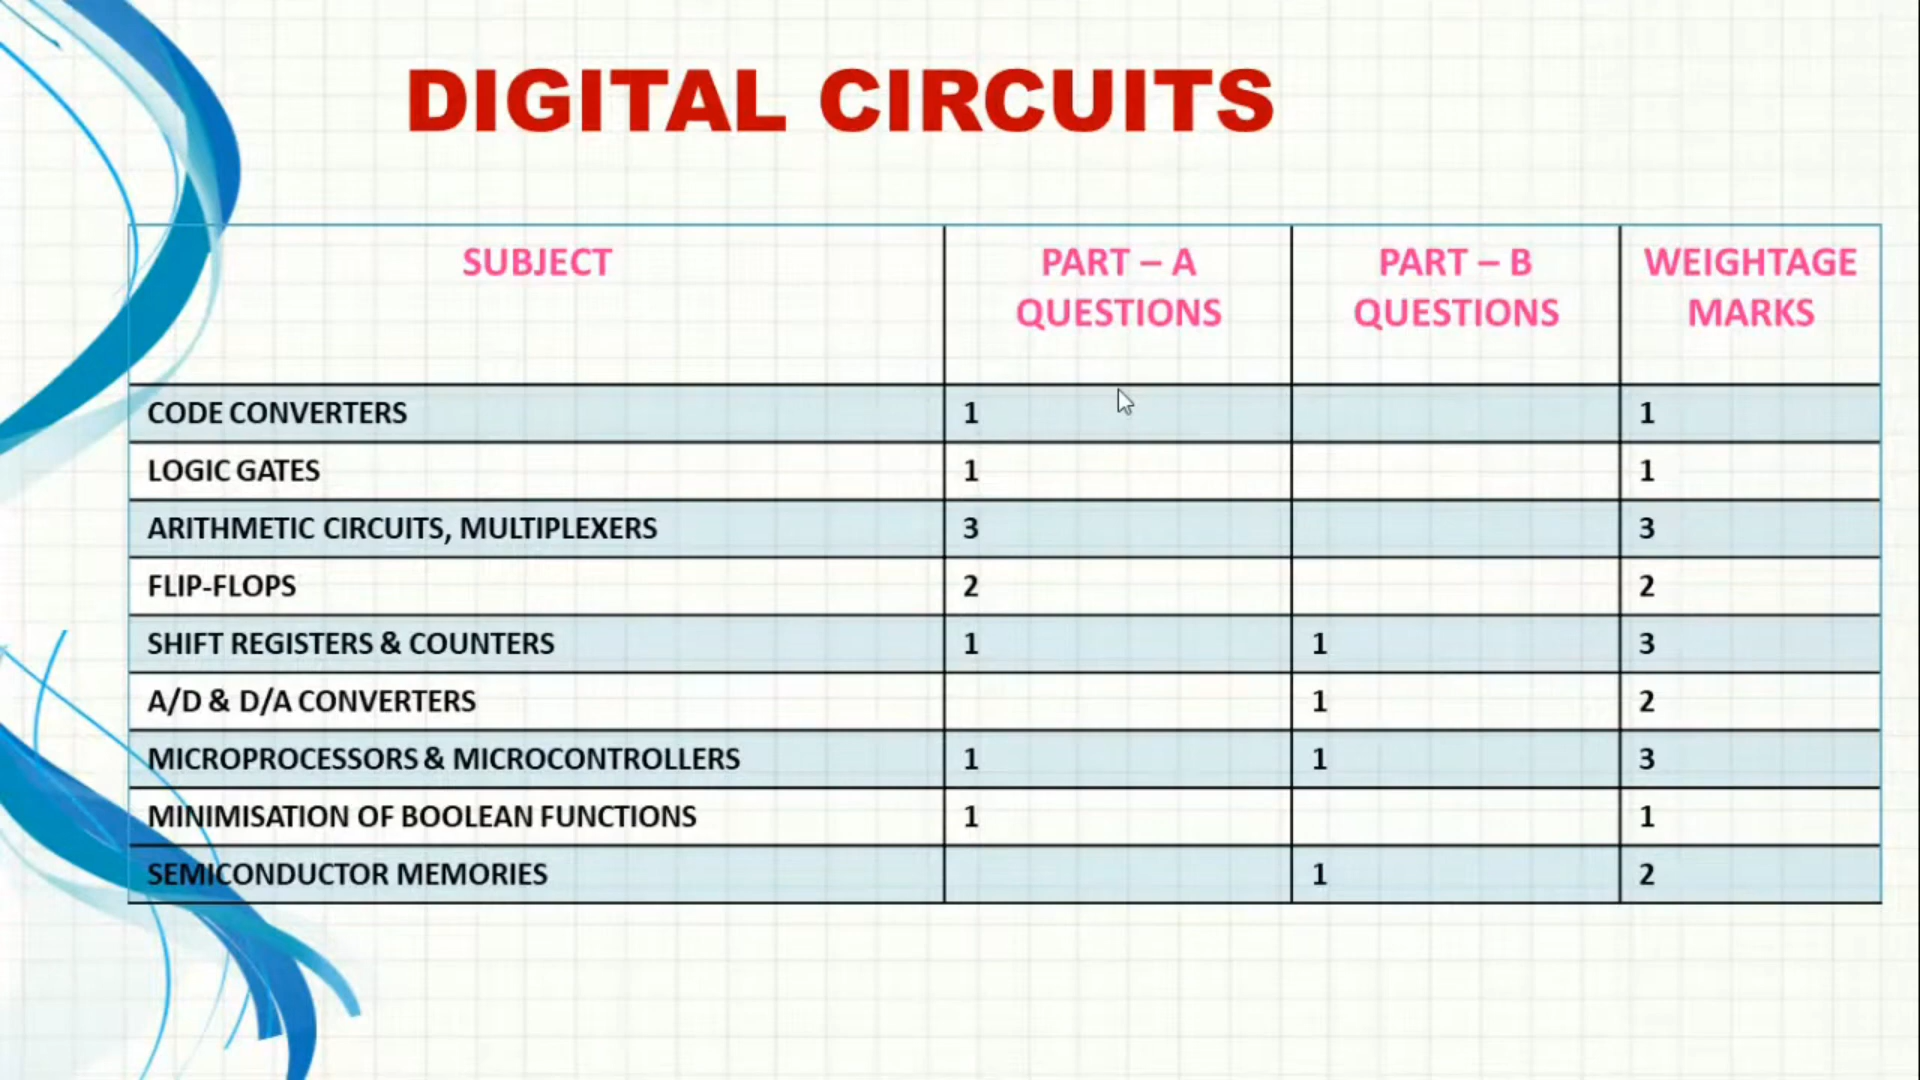 DIGITAL CIRCUITS
SUBJECT
PART – A
QUESTIONS
PART – B
QUESTIONS
WEIGHTAGE
MARKS
CODE CONVERTERS 1 1
LOGIC GATES 1 1
ARITHMETIC CIRCUITS, MULTIPLEXERS 3 3
FLIP-FLOPS 2 2
SHIFT REGISTERS & COUNTERS 1 1 3
A/D & D/A CONVERTERS 1 2
MICROPROCESSORS & MICROCONTROLLERS 1 1 3
MINIMISATION OF BOOLEAN FUNCTIONS 1 1
SEMICONDUCTOR MEMORIES 1 2